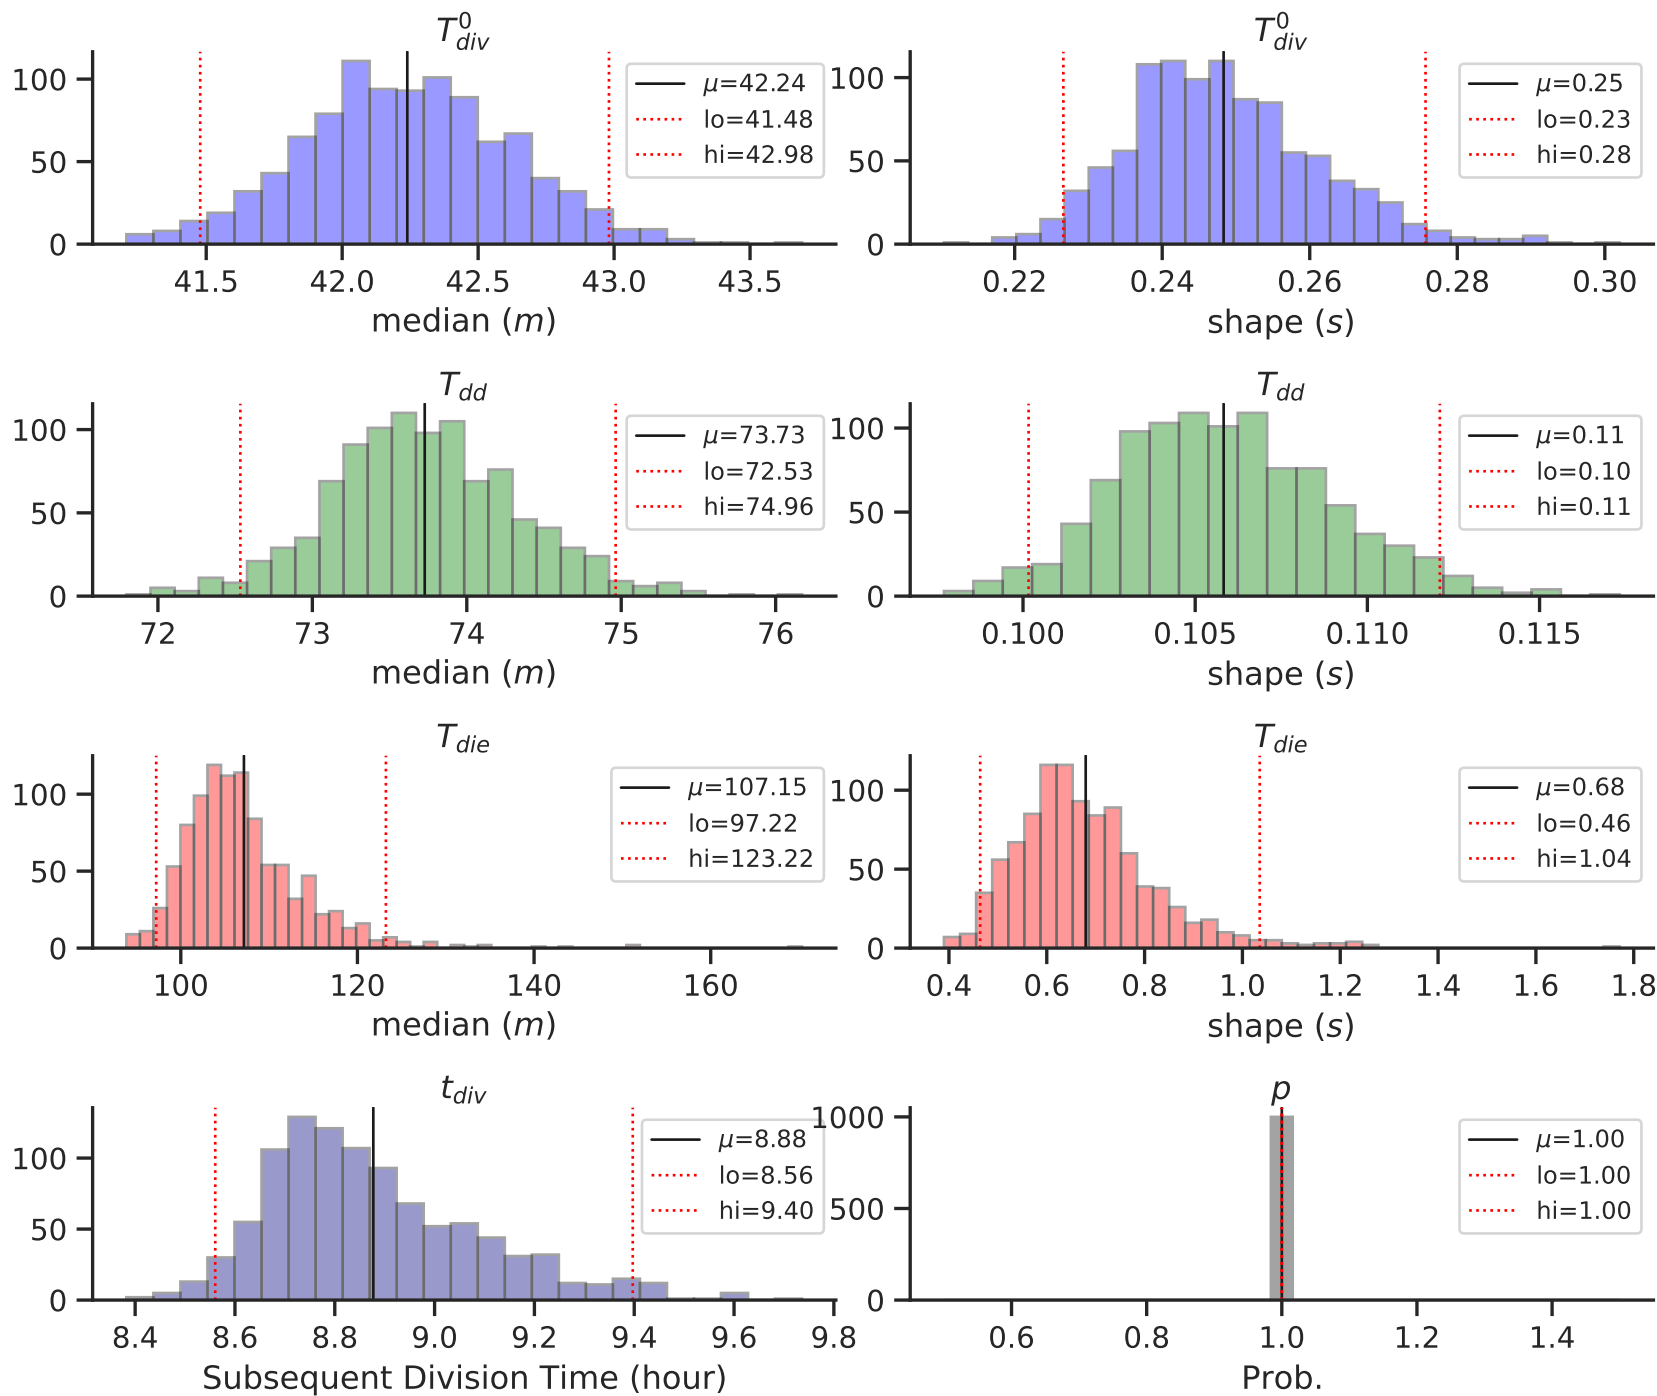 T⁰div
100
50
0
μ=42.24
lo=41.48
hi=42.98
41.5 42.0 42.5 43.0 43.5
median (m)
T⁰div
100
50
0
μ=0.25
lo=0.23
hi=0.28
0.22 0.24 0.26 0.28 0.30
shape (s)
Tdd
100
50
0
μ=73.73
lo=72.53
hi=74.96
72 73 74 75 76
median (m)
Tdd
100
50
0
μ=0.11
lo=0.10
hi=0.11
0.100 0.105 0.110 0.115
shape (s)
Tdie
100
50
0
μ=107.15
lo=97.22
hi=123.22
100 120 140 160
median (m)
Tdie
100
50
0
μ=0.68
lo=0.46
hi=1.04
0.4 0.6 0.8 1.0 1.2 1.4 1.6 1.8
shape (s)
tdiv
100
50
0
μ=8.88
lo=8.56
hi=9.40
8.4 8.6 8.8 9.0 9.2 9.4 9.6 9.8
Subsequent Division Time (hour)
p
1000
500
0
μ=1.00
lo=1.00
hi=1.00
0.6 0.8 1.0 1.2 1.4
Prob.